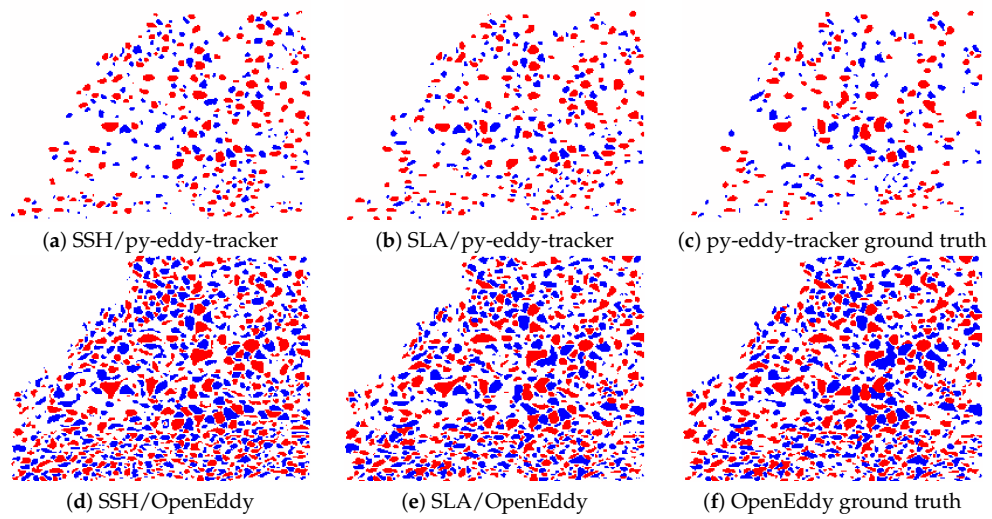 (a) SSH/py-eddy-tracker
(b) SLA/py-eddy-tracker
(c) py-eddy-tracker ground truth
(d) SSH/OpenEddy
(e) SLA/OpenEddy
(f) OpenEddy ground truth